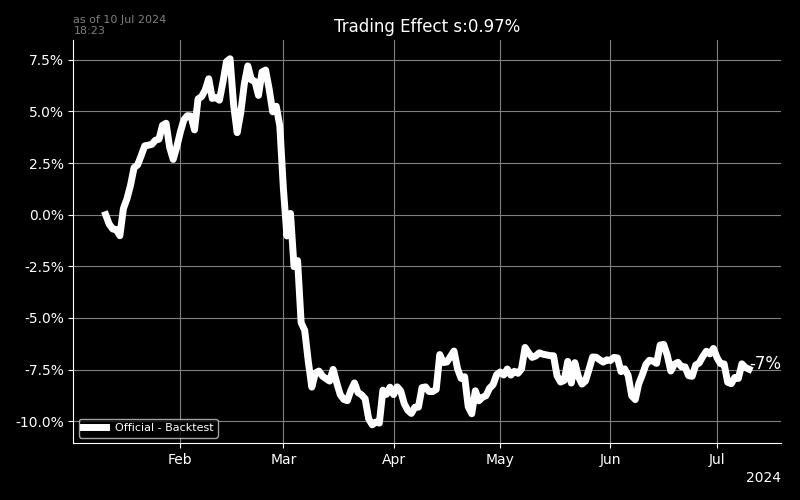 as of 10 Jul 2024
18:23
Trading Effect s:0.97%
7.5%
5.0%
2.5%
0.0%
-2.5%
-5.0%
-7.5%
-10.0%
-7%
Official - Backtest
Feb Mar Apr May Jun Jul
2024